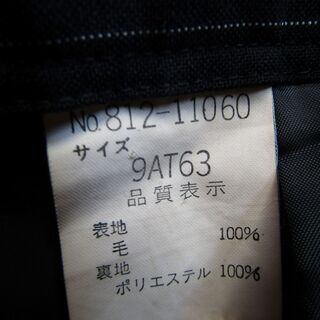 No.812-11060
サイズ
9AT63
品質表示
表地
毛 100%
裏地
ポリエステル 100%